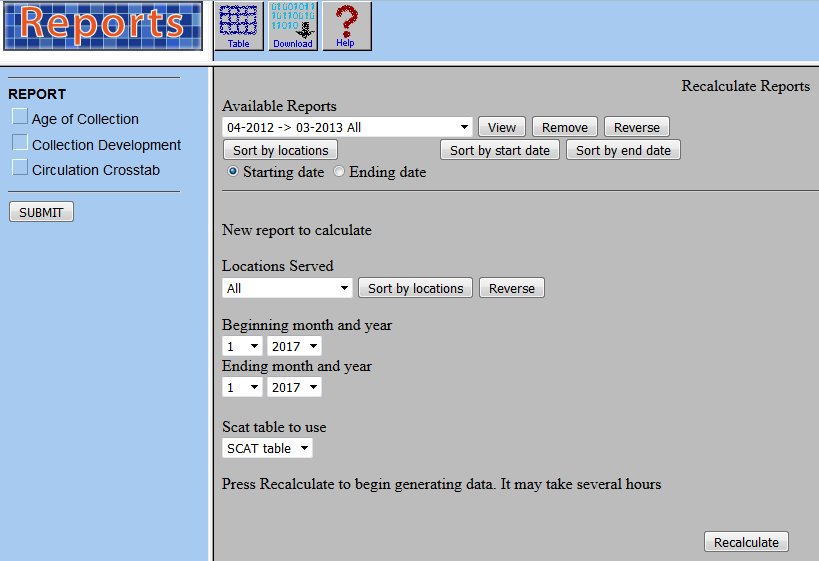 Reports
Table
Download
Help
REPORT
Age of Collection
Collection Development
Circulation Crosstab
SUBMIT
Recalculate Reports
Available Reports
04-2012 -> 03-2013 All View Remove Reverse
Sort by locations Sort by start date Sort by end date
Starting date Ending date
New report to calculate
Locations Served
All Sort by locations Reverse
Beginning month and year
1 2017
Ending month and year
1 2017
Scat table to use
SCAT table
Press Recalculate to begin generating data. It may take several hours
Recalculate